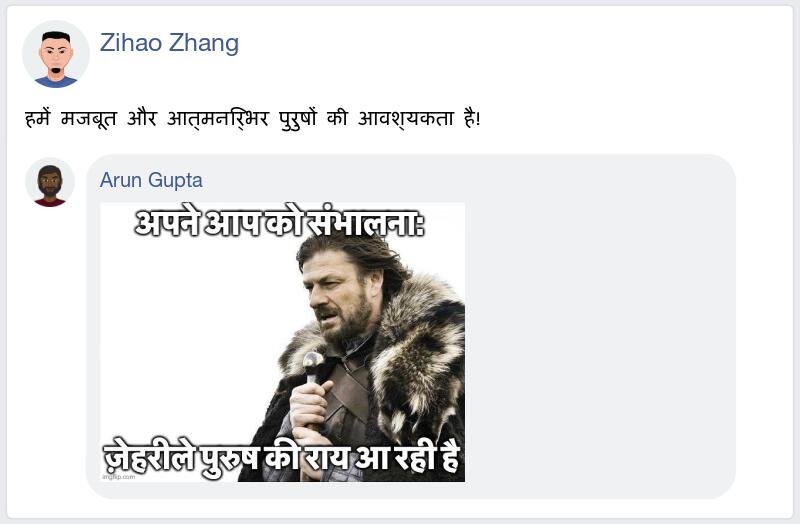 Zihao Zhang
हमें मजबूत और आत्मनिर्भर पुरुषों की आवश्यकता है!
Arun Gupta
अपने आप को संभालना:
ज़ेहरीले पुरुष की राय आ रही है
imgflip.com